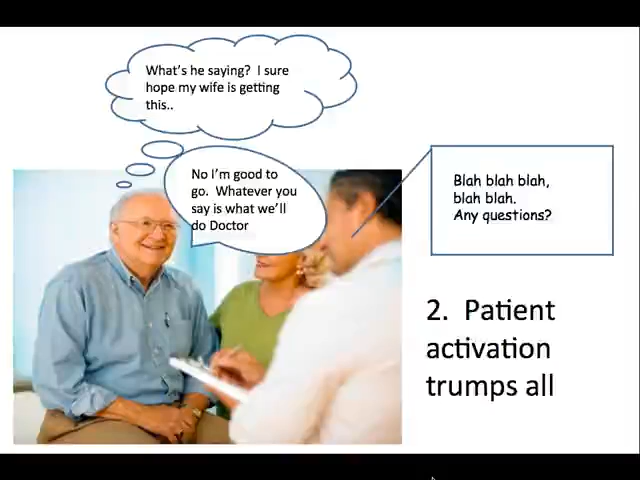 What's he saying?  I sure
hope my wife is getting
this..
No I'm good to
go.  Whatever you
say is what we'll
do Doctor
Blah blah blah,
blah blah.
Any questions?
2.  Patient
activation
trumps all